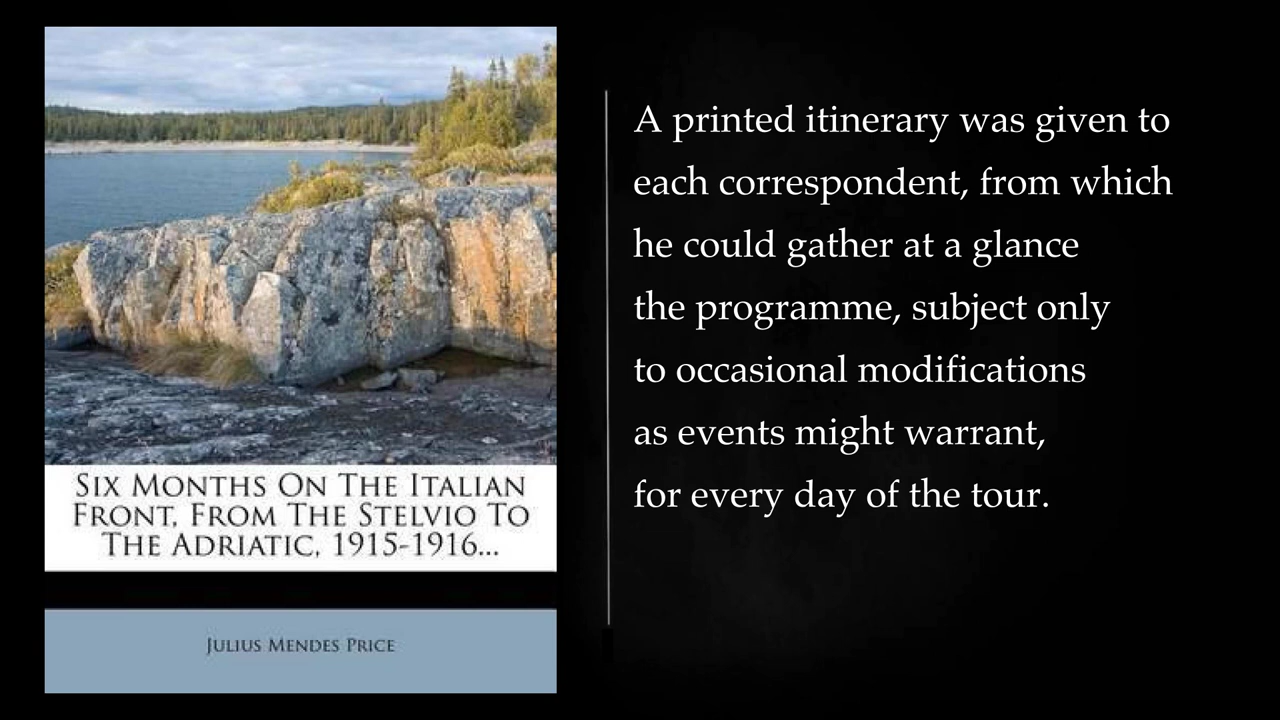 Six Months On The Italian
Front, From The Stelvio To
The Adriatic, 1915-1916...
Julius Mendes Price
A printed itinerary was given to
each correspondent, from which
he could gather at a glance
the programme, subject only
to occasional modifications
as events might warrant,
for every day of the tour.